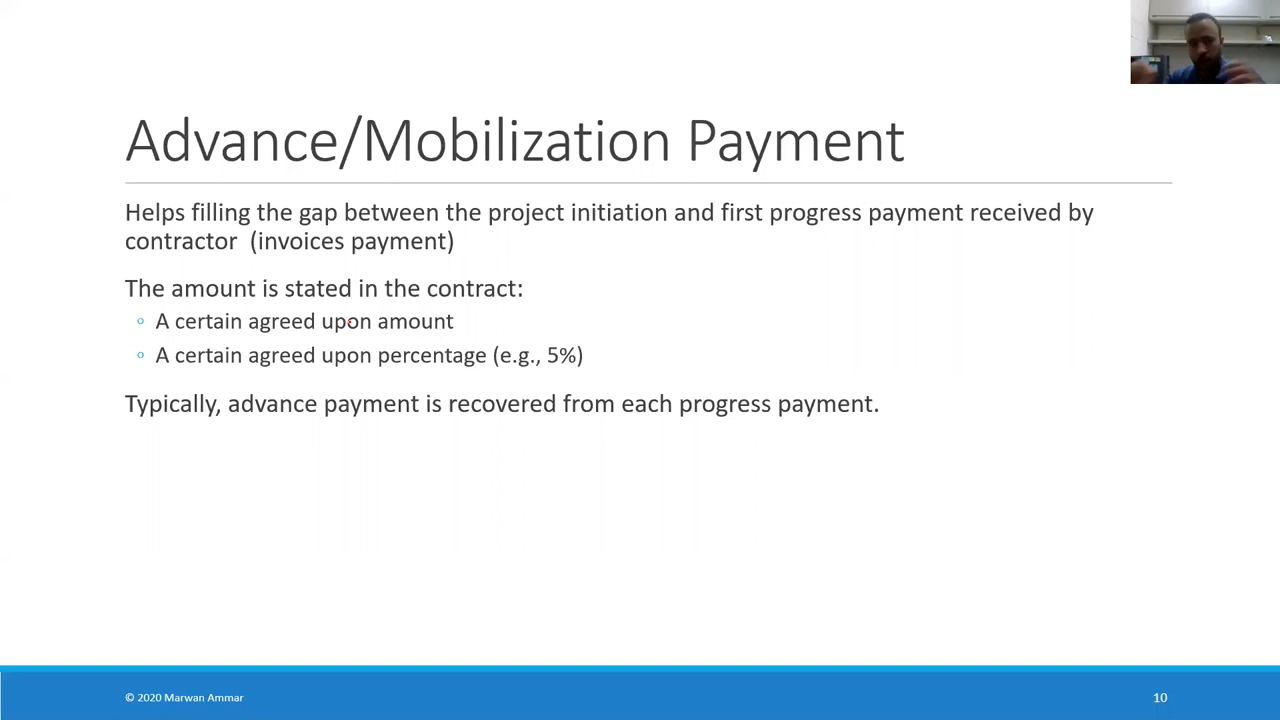 Advance/Mobilization Payment
Helps filling the gap between the project initiation and first progress payment received by
contractor (invoices payment)
The amount is stated in the contract:
◦ A certain agreed upon amount
◦ A certain agreed upon percentage (e.g., 5%)
Typically, advance payment is recovered from each progress payment.
© 2020 Marwan Ammar
10